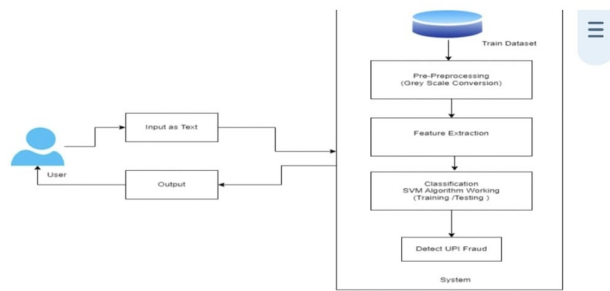 Train Dataset
Pre-Preprocessing
(Grey Scale Conversion)
Input as Text
Feature Extraction
User
Output
Classification
SVM Algorithm Working
(Training /Testing )
Detect UPI Fraud
System